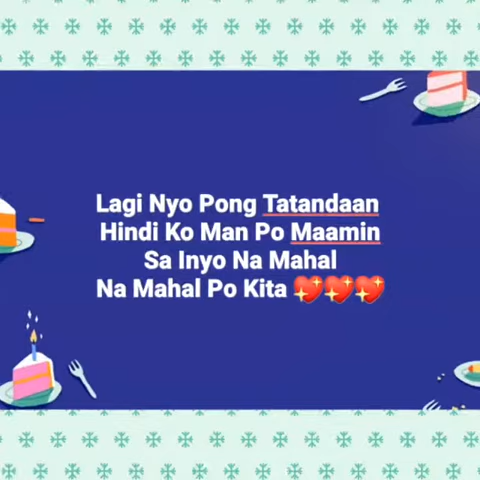 Lagi Nyo Pong Tatandaan
Hindi Ko Man Po Maamin
Sa Inyo Na Mahal
Na Mahal Po Kita 💖💖💖